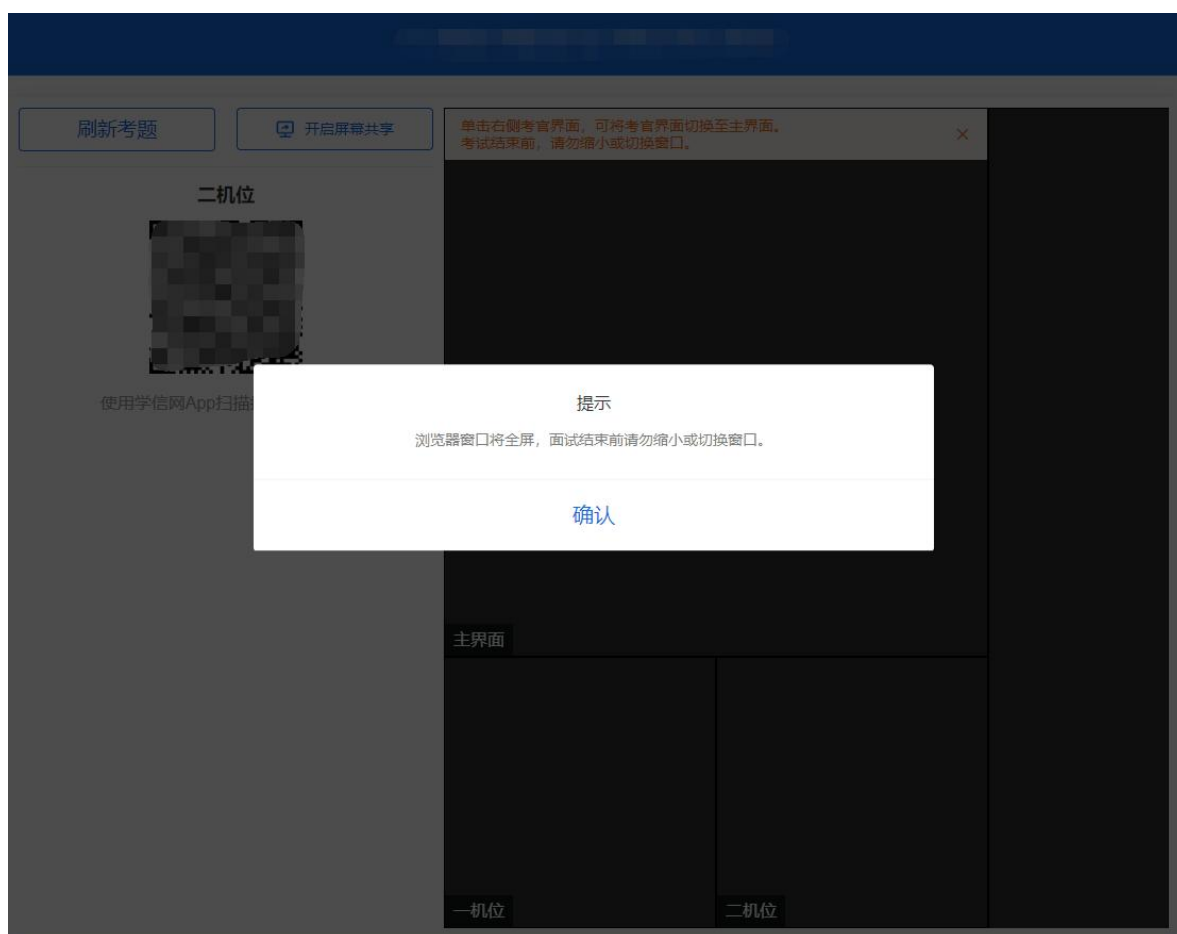 刷新考题
开启屏幕共享
单击右侧考官界面，可将考官界面切换至主界面。
考试结束前，请勿缩小或切换窗口。
二机位
使用学信网App扫描
提示
浏览器窗口将全屏，面试结束前请勿缩小或切换窗口。
确认
主界面
一机位
二机位